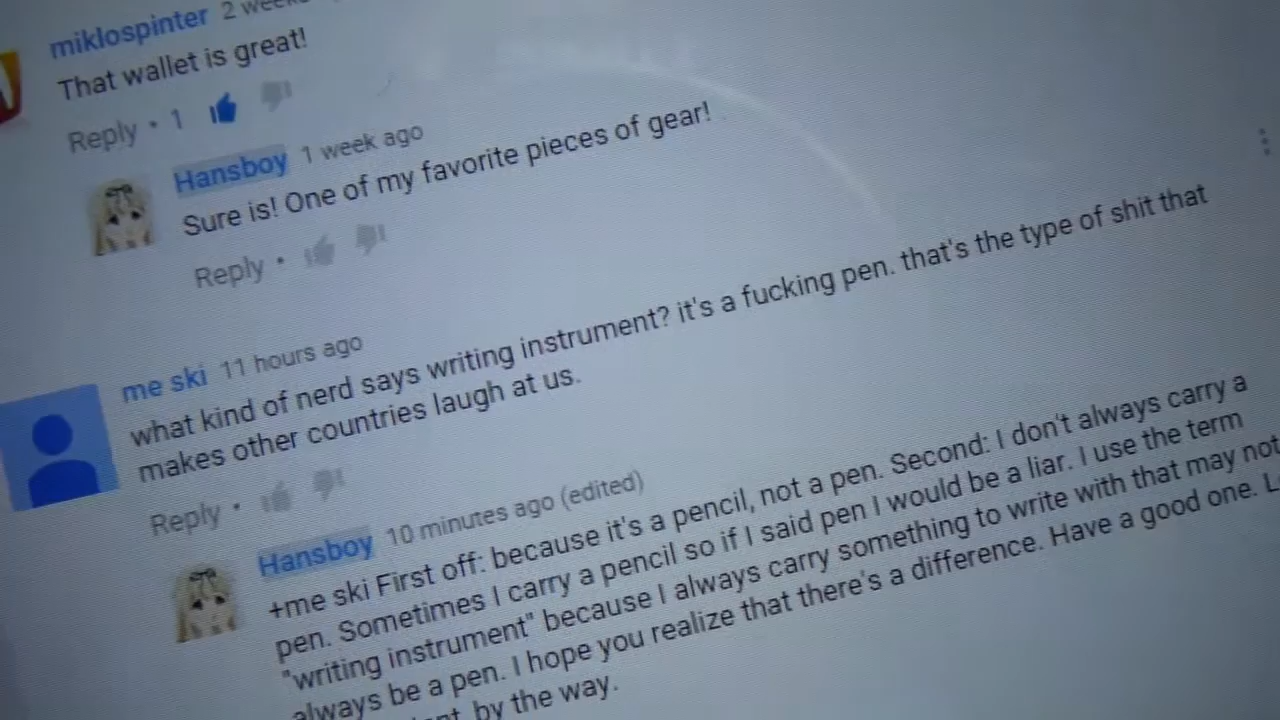 miklospinter 2 weeks
That wallet is great!
Reply • 1
Hansboy 1 week ago
Sure is! One of my favorite pieces of gear!
Reply •
me ski 11 hours ago
what kind of nerd says writing instrument? it's a fucking pen. that's the type of shit that
makes other countries laugh at us.
Reply •
Hansboy 10 minutes ago (edited)
+me ski First off: because it's a pencil, not a pen. Second: I don't always carry a
pen. Sometimes I carry a pencil so if I said pen I would be a liar. I use the term
"writing instrument" because I always carry something to write with that may not
always be a pen. I hope you realize that there's a difference. Have a good one.
by the way.